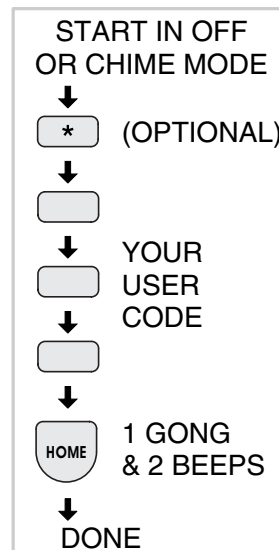 START IN OFF
OR CHIME MODE
* (OPTIONAL)
YOUR
USER
CODE
HOME
1 GONG
& 2 BEEPS
DONE